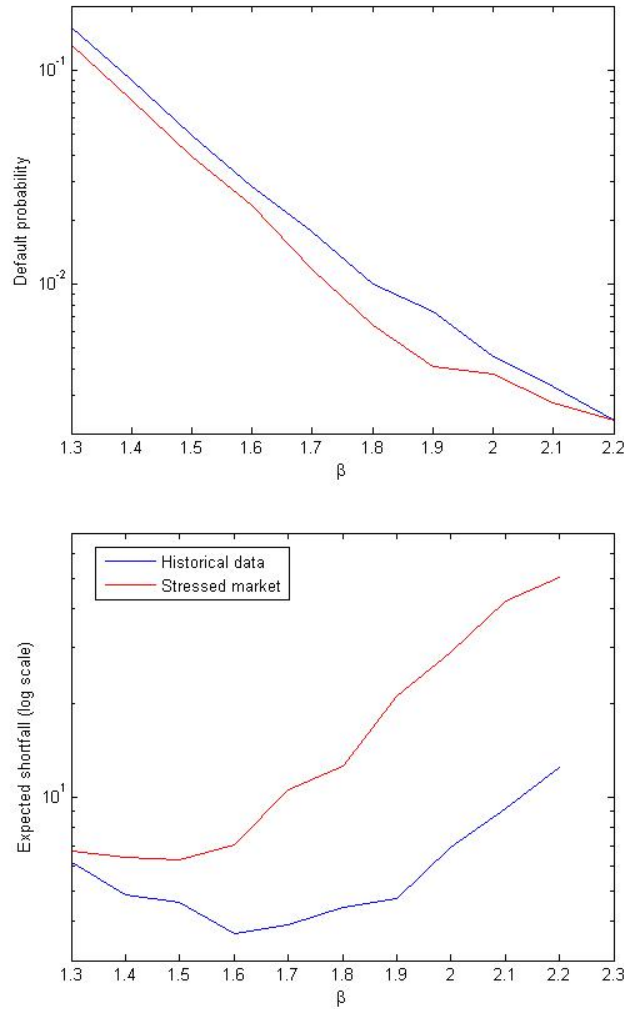 Default probability
10^-1
10^-2
1.3 1.4 1.5 1.6 1.7 1.8 1.9 2 2.1 2.2
β
Expected shortfall (log scale)
Historical data
Stressed market
10^1
1.3 1.4 1.5 1.6 1.7 1.8 1.9 2 2.1 2.2 2.3
β